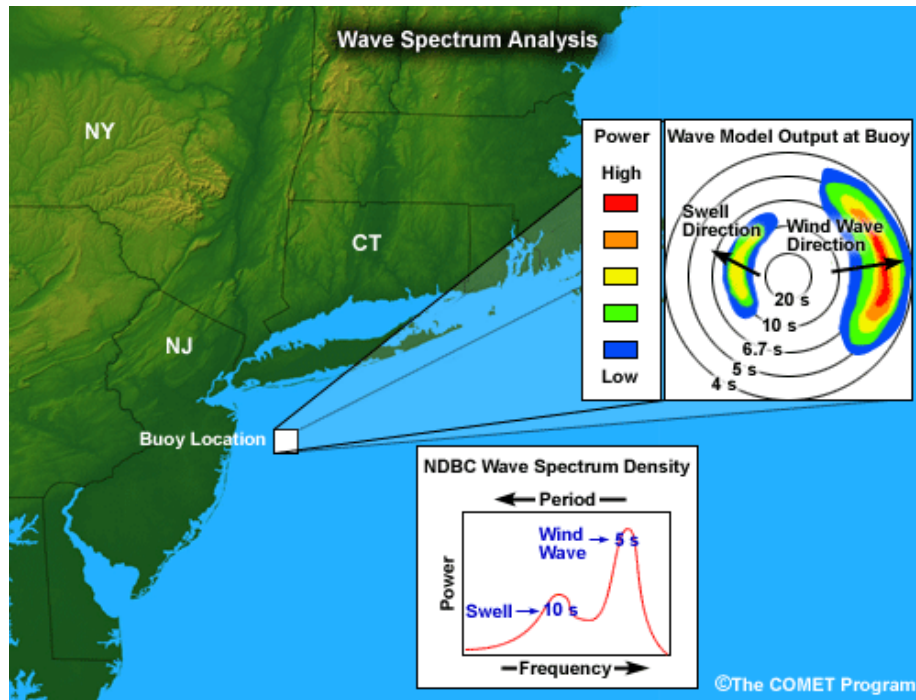 Wave Spectrum Analysis
NY
CT
NJ
Buoy Location
Power
High
Low
Wave Model Output at Buoy
Swell
Direction
Wind Wave
Direction
20 s
10 s
6.7 s
5 s
4 s
NDBC Wave Spectrum Density
Period
Power
Wind
Wave
5 s
Swell
10 s
Frequency
©The COMET Program